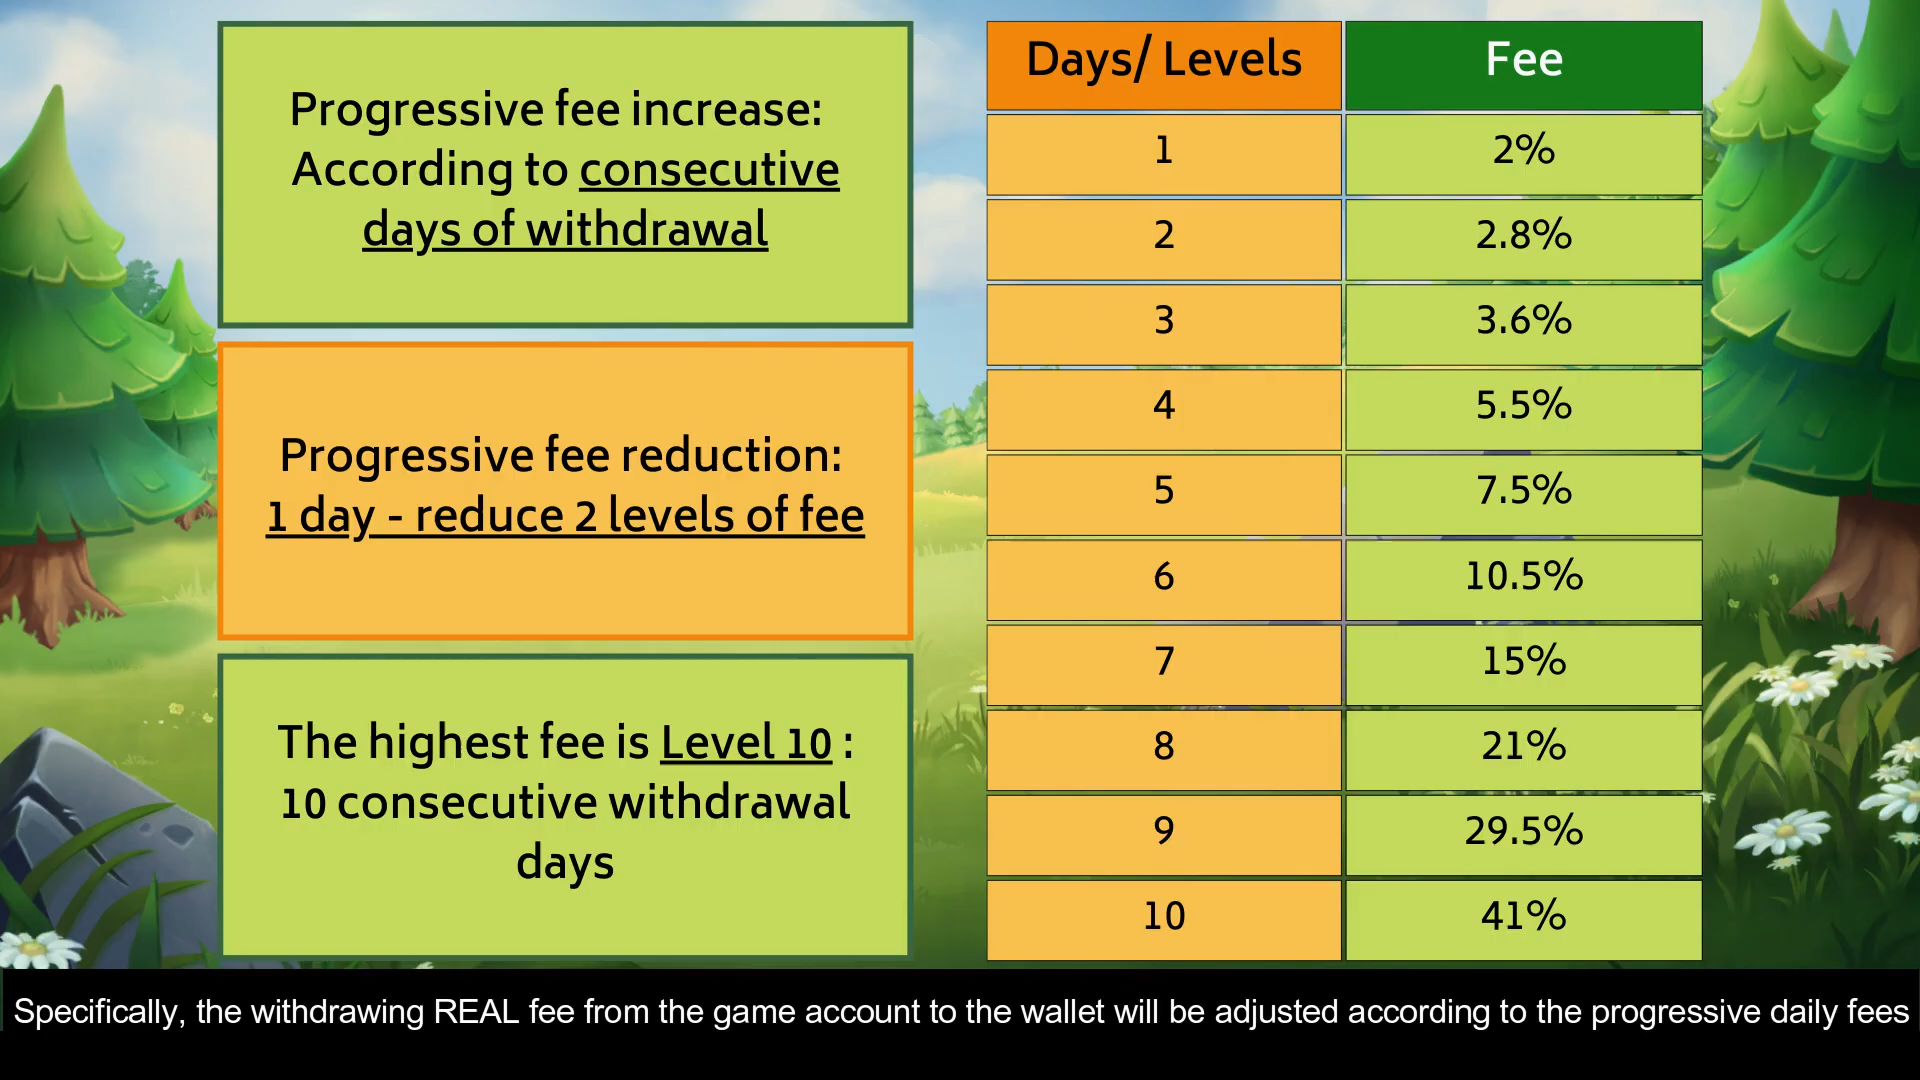 Progressive fee increase:
According to consecutive
days of withdrawal
Progressive fee reduction:
1 day - reduce 2 levels of fee
The highest fee is Level 10 :
10 consecutive withdrawal
days
Days/ Levels Fee
1 2%
2 2.8%
3 3.6%
4 5.5%
5 7.5%
6 10.5%
7 15%
8 21%
9 29.5%
10 41%
Specifically, the withdrawing REAL fee from the game account to the wallet will be adjusted according to the progressive daily fees